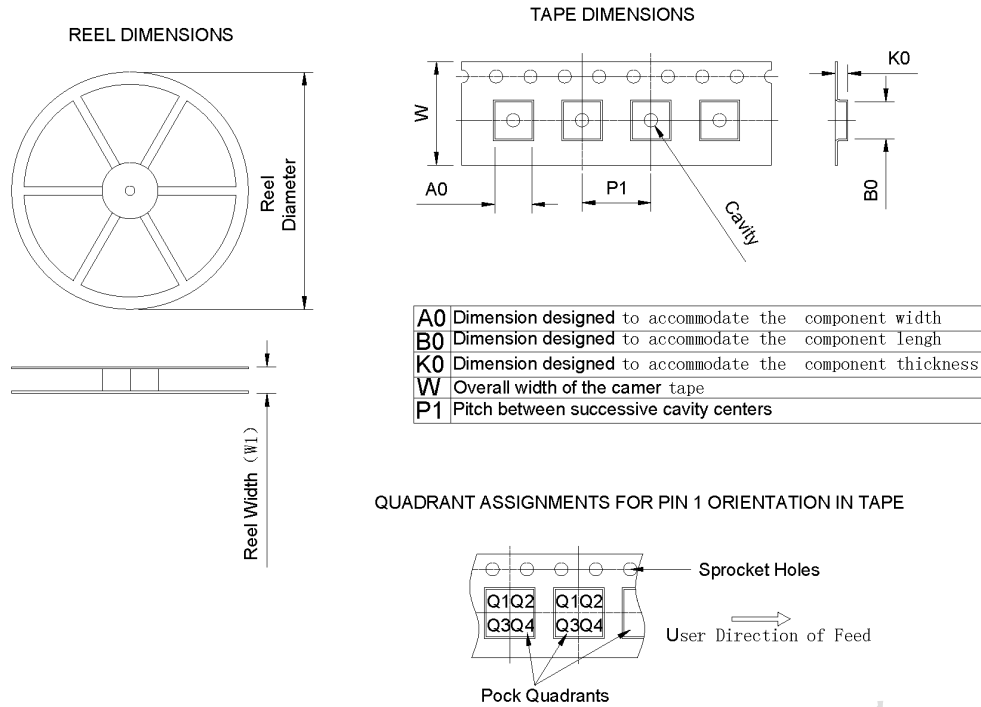 TAPE DIMENSIONS
REEL DIMENSIONS
K0
W
A0
P1
B0
Cavity
Reel
Diameter
A0 Dimension designed to accommodate the component width
B0 Dimension designed to accommodate the component lengh
K0 Dimension designed to accommodate the component thickness
W Overall width of the camer tape
P1 Pitch between successive cavity centers
Reel Width (W1)
QUADRANT ASSIGNMENTS FOR PIN 1 ORIENTATION IN TAPE
Sprocket Holes
Q1Q2 Q1Q2
Q3Q4 Q3Q4
User Direction of Feed
Pock Quadrants